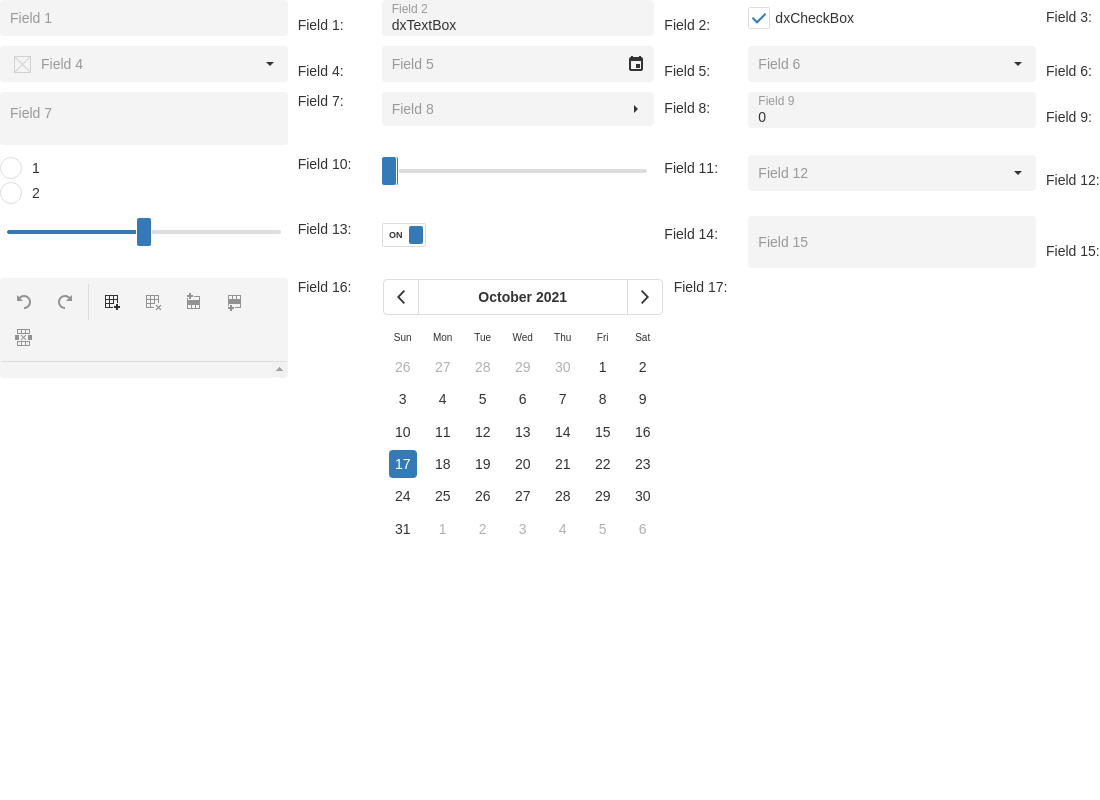 Field 1
Field 1:
Field 2
dxTextBox
Field 2:
dxCheckBox
Field 3:
Field 4
Field 4:
Field 5
Field 5:
Field 6
Field 6:
Field 7
Field 7:
Field 8
Field 8:
Field 9
0
Field 9:
1
2
Field 10:
Field 11:
Field 12
Field 12:
Field 13:
ON
Field 14:
Field 15
Field 15:
Field 16:
October 2021
Field 17:
Sun Mon Tue Wed Thu Fri Sat
26 27 28 29 30 1 2
3 4 5 6 7 8 9
10 11 12 13 14 15 16
17 18 19 20 21 22 23
24 25 26 27 28 29 30
31 1 2 3 4 5 6